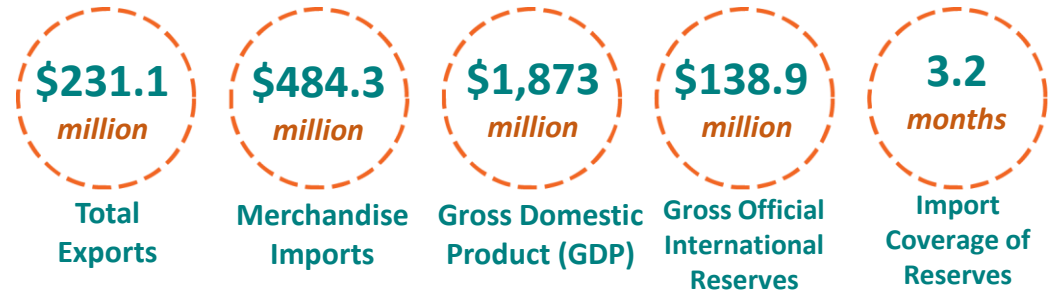 $231.1
million
Total
Exports
$484.3
million
Merchandise
Imports
$1,873
million
Gross Domestic
Product (GDP)
$138.9
million
Gross Official
International
Reserves
3.2
months
Import
Coverage of
Reserves